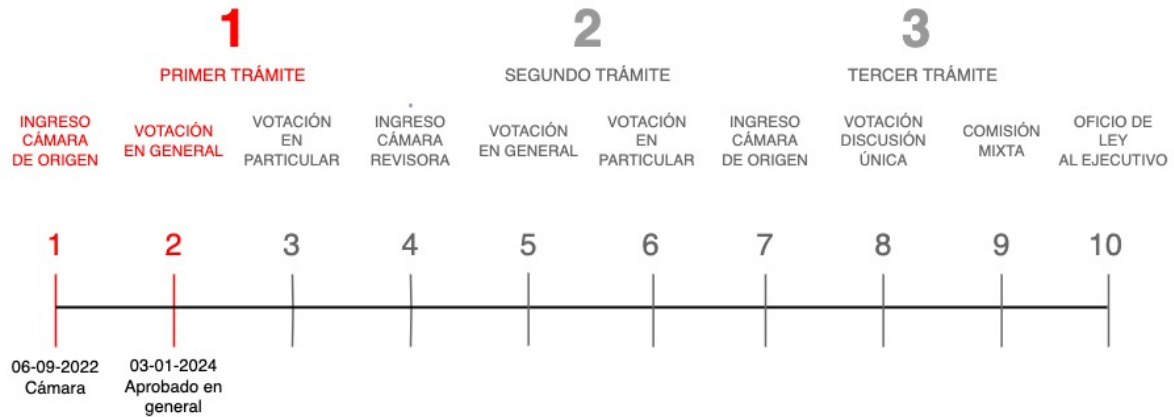 1
2
3
PRIMER TRÁMITE
SEGUNDO TRÁMITE
TERCER TRÁMITE
INGRESO
CÁMARA
DE ORIGEN
VOTACIÓN
EN GENERAL
VOTACIÓN
EN
PARTICULAR
INGRESO
CÁMARA
REVISORA
VOTACIÓN
EN GENERAL
VOTACIÓN
EN
PARTICULAR
INGRESO
CÁMARA
DE ORIGEN
VOTACIÓN
DISCUSIÓN
ÚNICA
COMISIÓN
MIXTA
OFICIO DE
LEY
AL EJECUTIVO
1
2
3
4
5
6
7
8
9
10
06-09-2022
Cámara
03-01-2024
Aprobado en
general